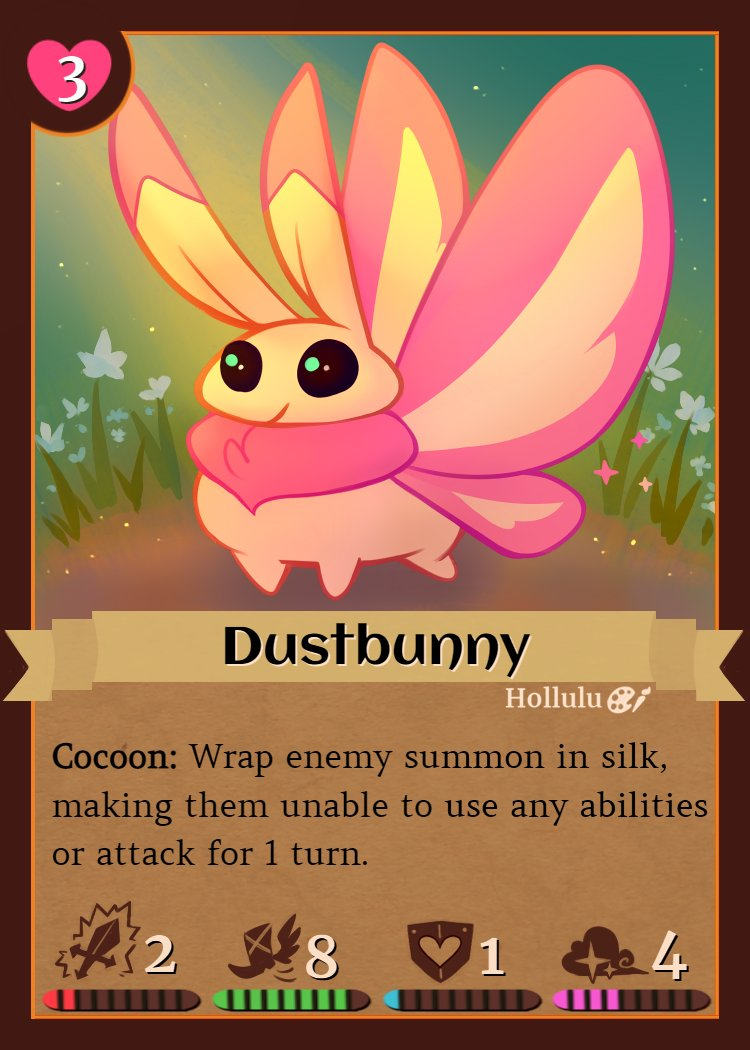 3
Dustbunny
Hollulu
Cocoon: Wrap enemy summon in silk,
making them unable to use any abilities
or attack for 1 turn.
2 8 1 4